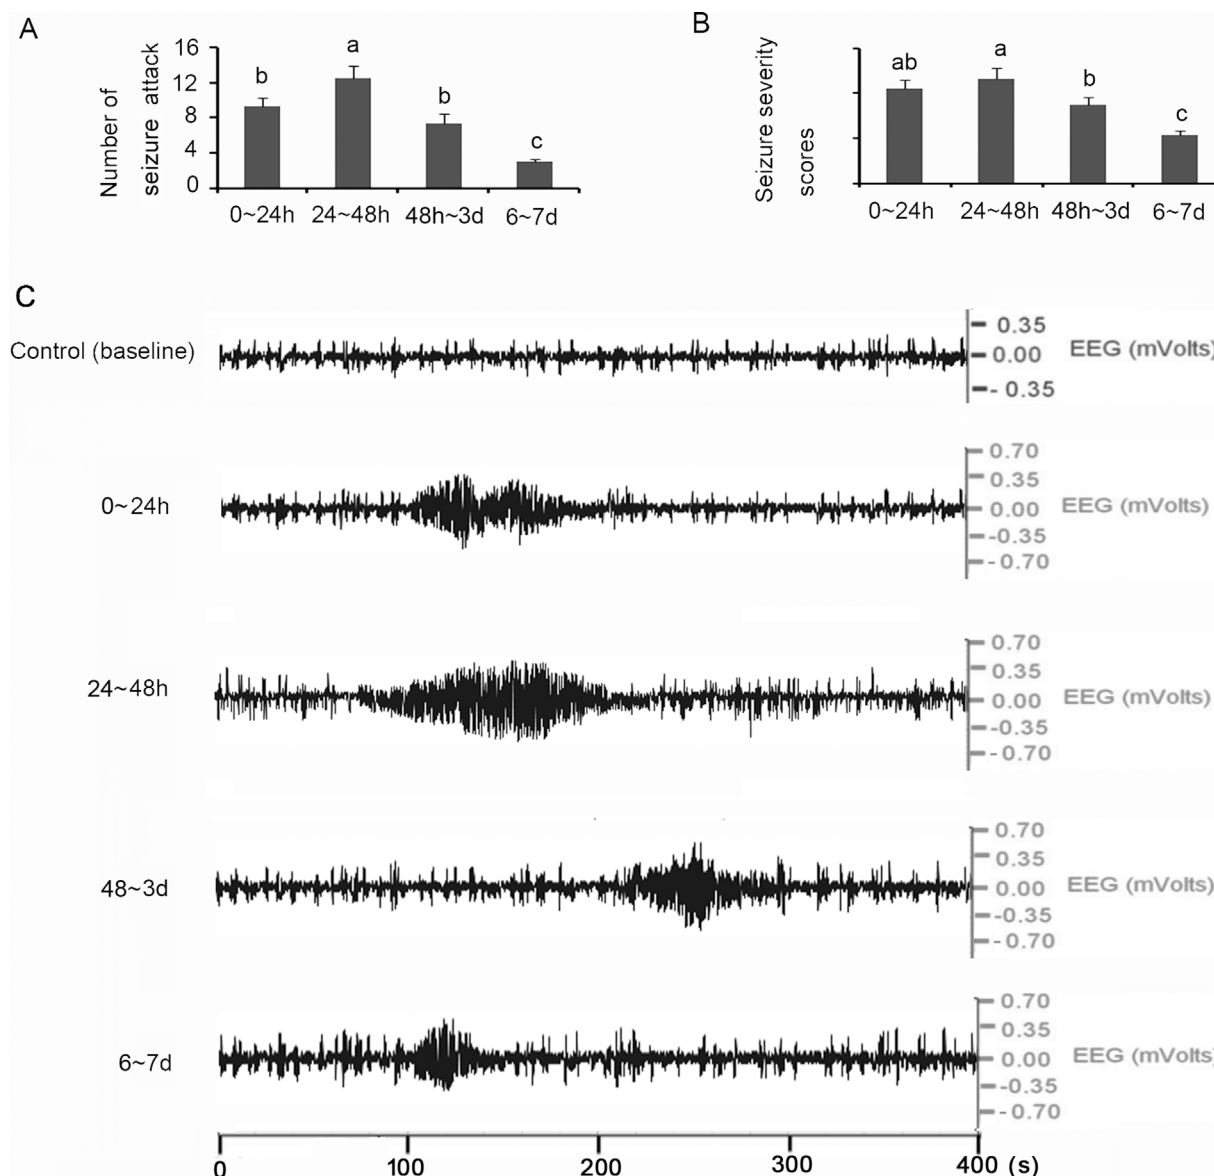 A
Number of
seizure attack
16
12
8
4
0
b
a
b
c
0~24h
24~48h
48h~3d
6~7d
B
Seizure severity
scores
ab
a
b
c
0~24h
24~48h
48h~3d
6~7d
C
Control (baseline)
0.35
0.00
- 0.35
EEG (mVolts)
0~24h
0.70
0.35
0.00
-0.35
- 0.70
EEG (mVolts)
24~48h
0.70
0.35
0.00
-0.35
- 0.70
EEG (mVolts)
48~3d
0.70
0.35
0.00
-0.35
- 0.70
EEG (mVolts)
6~7d
0.70
0.35
0.00
-0.35
- 0.70
EEG (mVolts)
0 100 200 300 400 (s)